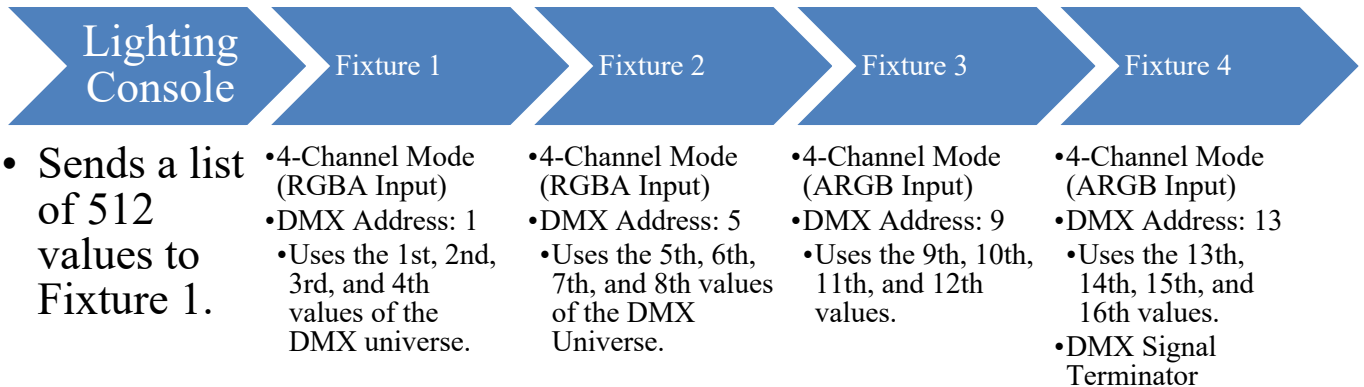 Lighting
Console
Fixture 1
Fixture 2
Fixture 3
Fixture 4
• Sends a list
of 512
values to
Fixture 1.
•4-Channel Mode
(RGBA Input)
•DMX Address: 1
•Uses the 1st, 2nd,
3rd, and 4th
values of the
DMX universe.
•4-Channel Mode
(RGBA Input)
•DMX Address: 5
•Uses the 5th, 6th,
7th, and 8th values
of the DMX
Universe.
•4-Channel Mode
(ARGB Input)
•DMX Address: 9
•Uses the 9th, 10th,
11th, and 12th
values.
•4-Channel Mode
(ARGB Input)
•DMX Address: 13
•Uses the 13th,
14th, 15th, and
16th values.
•DMX Signal
Terminator